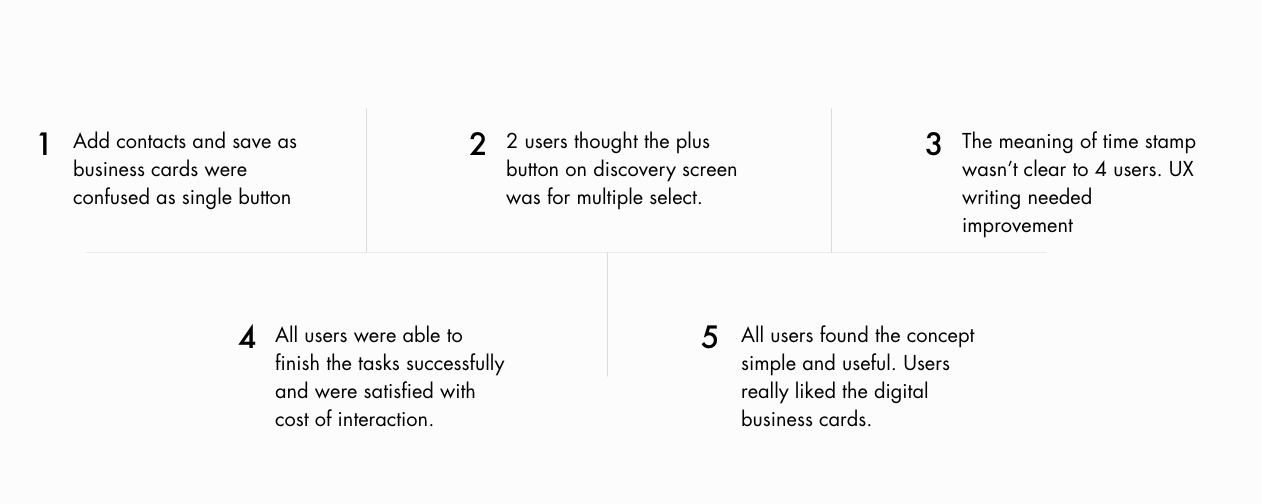 1 Add contacts and save as
business cards were
confused as single button
2 2 users thought the plus
button on discovery screen
was for multiple select.
3 The meaning of time stamp
wasn’t clear to 4 users. UX
writing needed
improvement
4 All users were able to
finish the tasks successfully
and were satisfied with
cost of interaction.
5 All users found the concept
simple and useful. Users
really liked the digital
business cards.